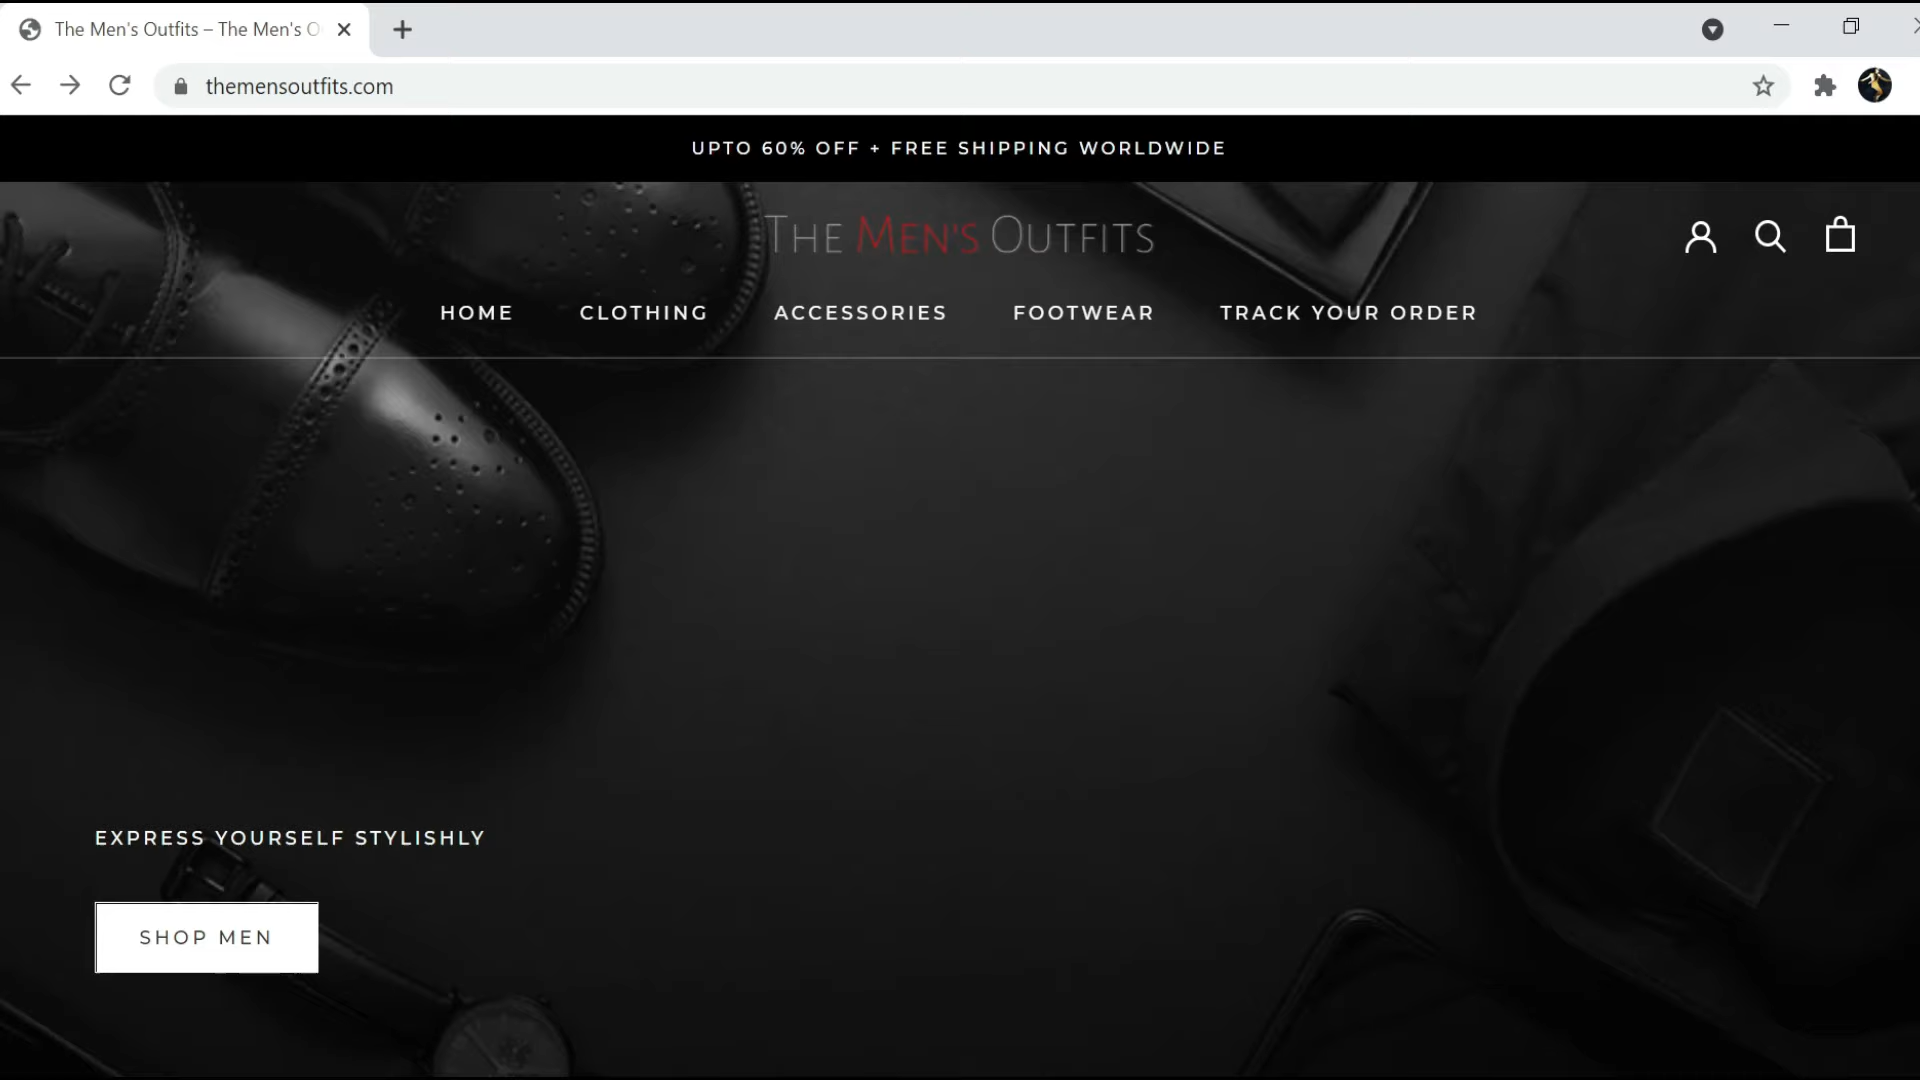 The Men's Outfits – The Men's O
themensoutfits.com
UPTO 60% OFF + FREE SHIPPING WORLDWIDE
THE MEN'S OUTFITS
HOME CLOTHING ACCESSORIES FOOTWEAR TRACK YOUR ORDER
EXPRESS YOURSELF STYLISHLY
SHOP MEN